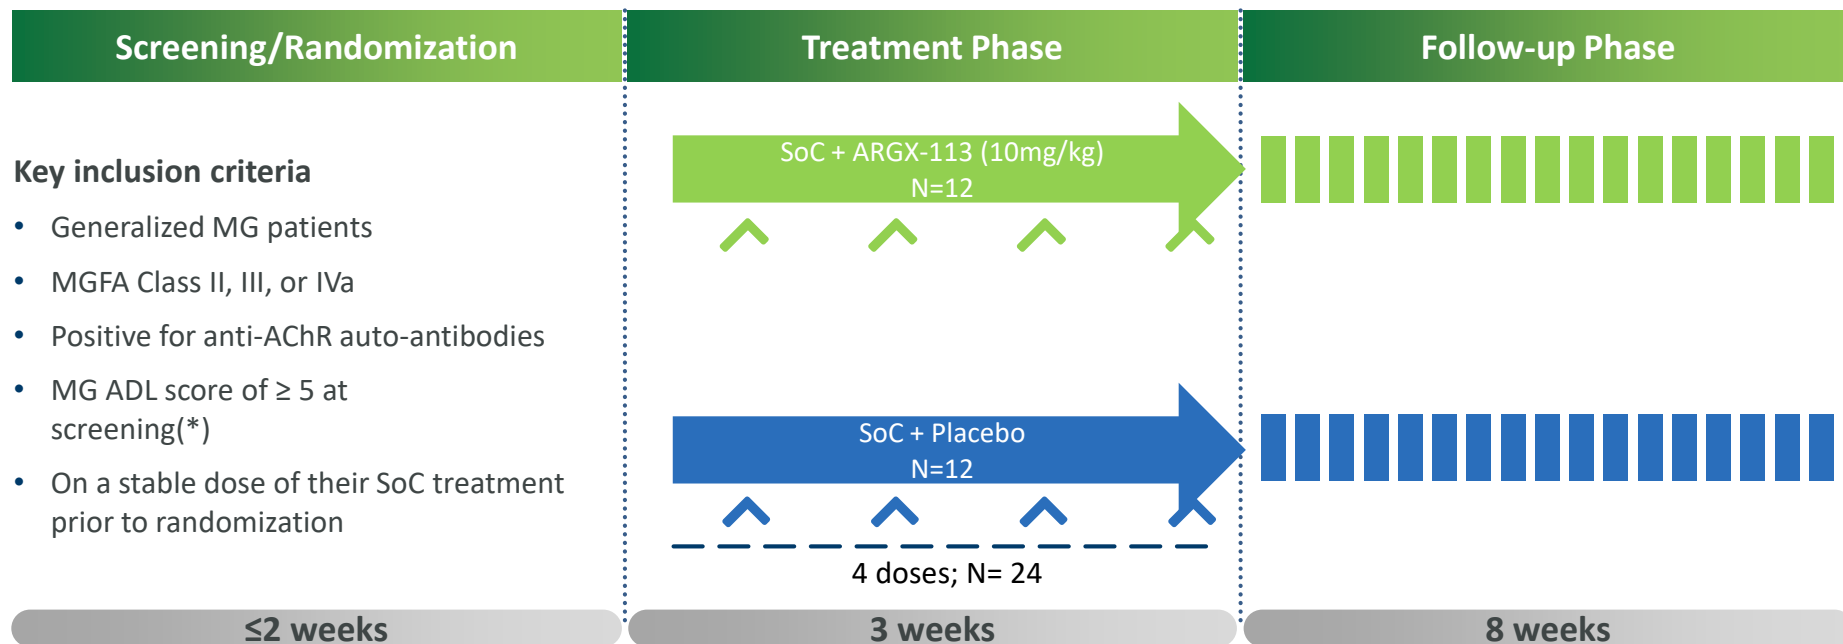 Screening/Randomization
Treatment Phase
Follow-up Phase
Key inclusion criteria
• Generalized MG patients
• MGFA Class II, III, or IVa
• Positive for anti-AChR auto-antibodies
• MG ADL score of ≥ 5 at
screening(*)
• On a stable dose of their SoC treatment
prior to randomization
SoC + ARGX-113 (10mg/kg)
N=12
SoC + Placebo
N=12
4 doses; N= 24
≤2 weeks
3 weeks
8 weeks